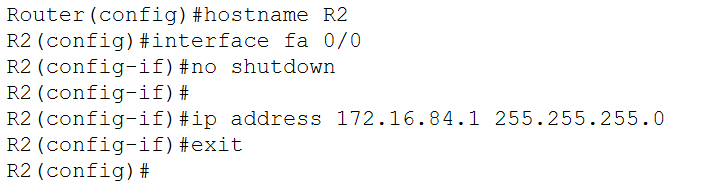 Router(config)#hostname R2
R2(config)#interface fa 0/0
R2(config-if)#no shutdown
R2(config-if)#
R2(config-if)#ip address 172.16.84.1 255.255.255.0
R2(config-if)#exit
R2(config)#